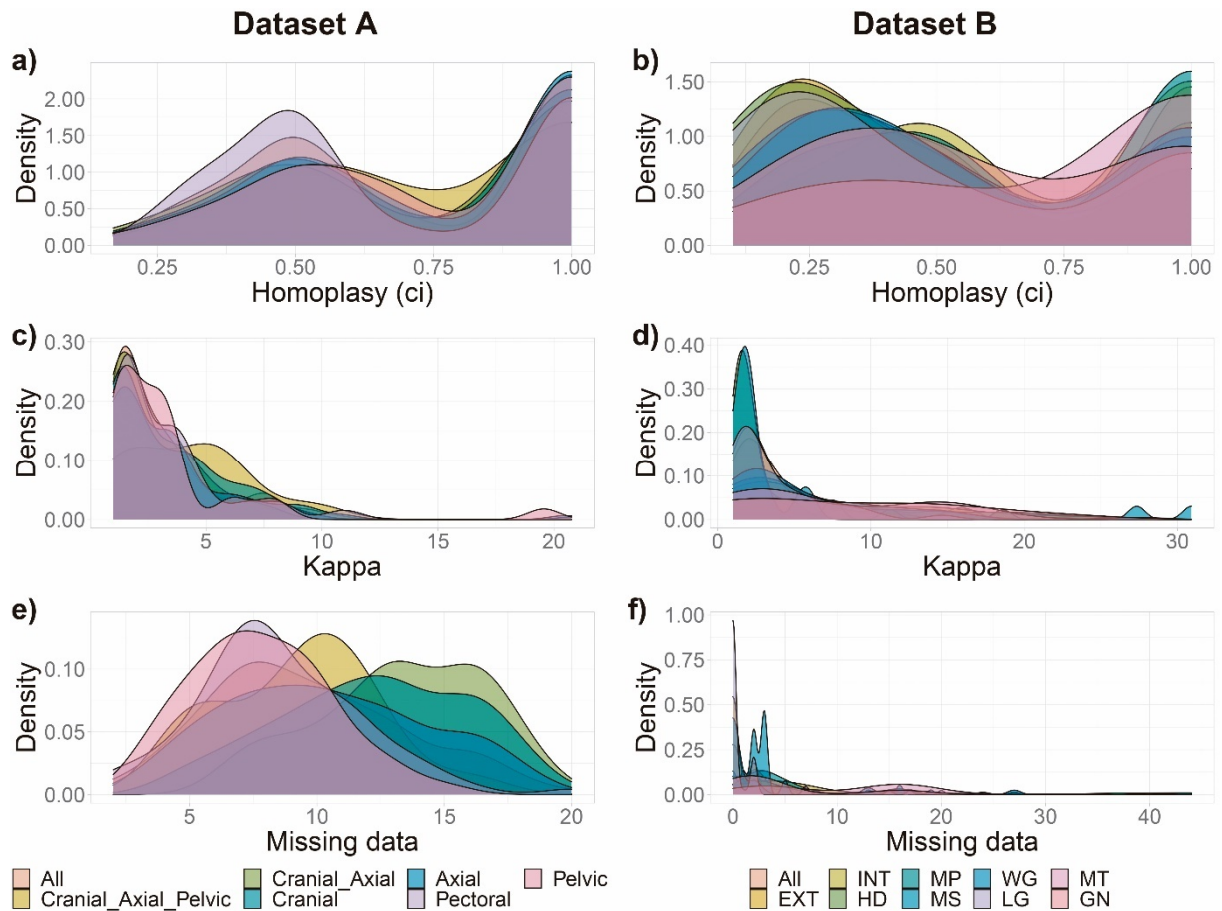 Dataset A
Dataset B
a)
b)
Density
2.00
1.50
1.00
0.50
0.00
0.25
0.50
0.75
1.00
Homoplasy (ci)
Density
1.50
1.00
0.50
0.00
0.25
0.50
0.75
1.00
Homoplasy (ci)
c)
d)
Density
0.30
0.20
0.10
0.00
5
10
15
20
Kappa
Density
0.40
0.30
0.20
0.10
0.00
0
10
20
30
Kappa
e)
f)
Density
0.10
0.05
0.00
5
10
15
20
Missing data
Density
1.00
0.75
0.50
0.25
0.00
0
10
20
30
40
Missing data
All
Cranial_Axial
Axial
Pelvic
Cranial_Axial_Pelvic
Cranial
Pectoral
All
INT
MP
WG
MT
EXT
HD
MS
LG
GN